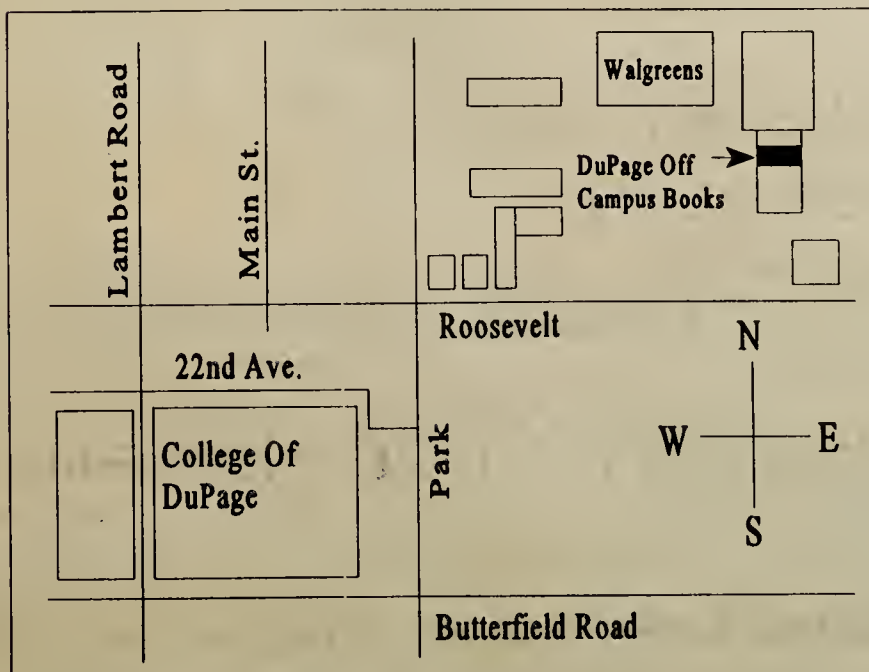 Lambert Road
Main St.
Walgreens
DuPage Off
Campus Books
Roosevelt
N
22nd Ave.
W
E
College Of
DuPage
Park
S
Butterfield Road